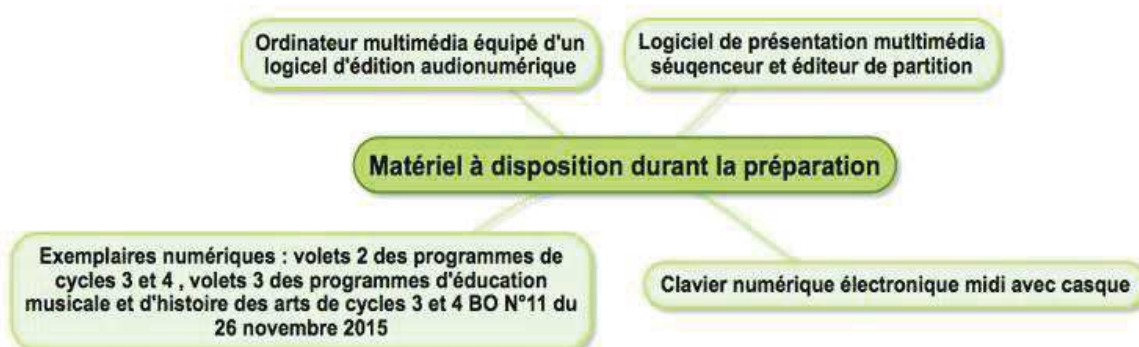 Ordinateur multimédia équipé d'un
logicel d'édition audionumérique
Logiciel de présentation mutltimédia
séuqenceur et éditeur de partition
Matériel à disposition durant la préparation
Exemplaires numériques : volets 2 des programmes de
cycles 3 et 4 , volets 3 des programmes d'éducation
musicale et d'histoire des arts de cycles 3 et 4 BO N°11 du
26 novembre 2015
Clavier numérique électronique midi avec casque